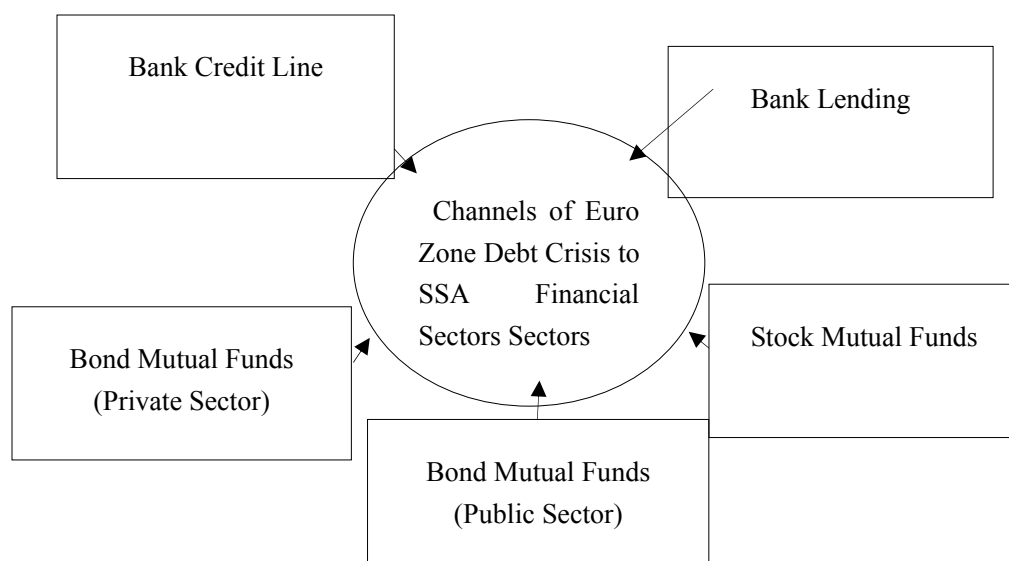 Bank Credit Line
Bank Lending
Channels of Euro
Zone Debt Crisis to
SSA Financial
Sectors Sectors
Bond Mutual Funds
(Private Sector)
Stock Mutual Funds
Bond Mutual Funds
(Public Sector)